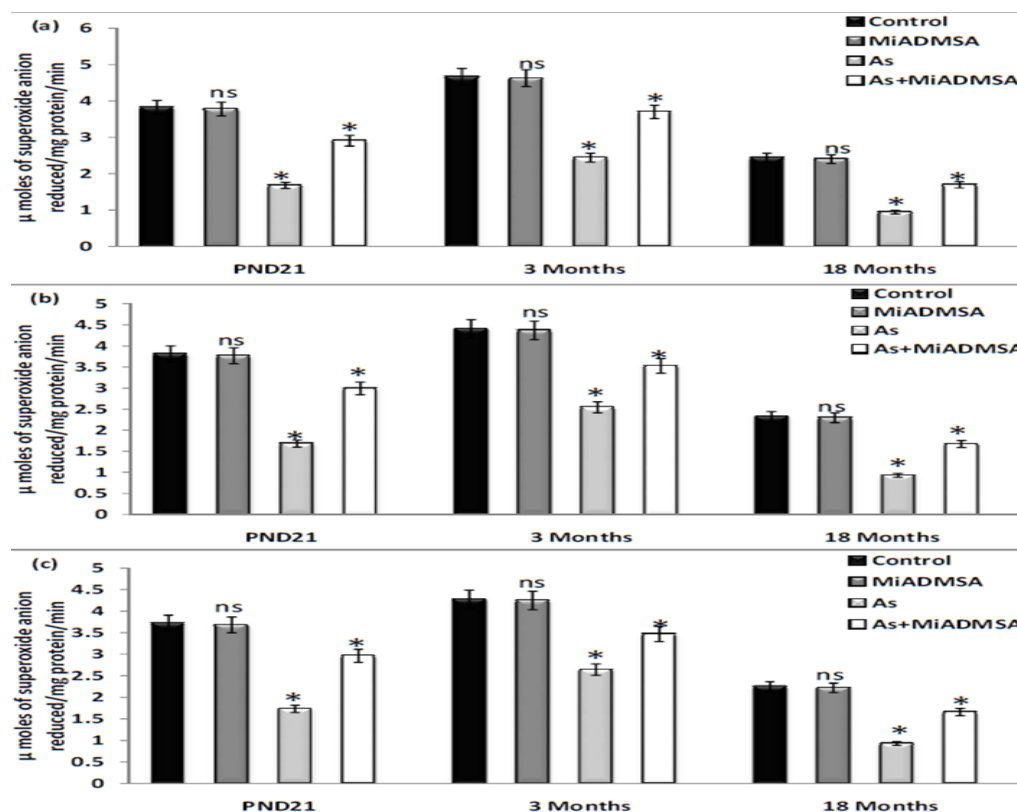 (a)
Control
MiADMSA
As
As+MiADMSA
µ moles of superoxide anion
reduced/mg protein/min
6
5
4
3
2
1
0
ns
*
*
ns
*
*
ns
*
*
PND21 3 Months 18 Months
(b)
Control
MiADMSA
As
As+MiADMSA
µ moles of superoxide anion
reduced/mg protein/min
5
4.5
4
3.5
3
2.5
2
1.5
1
0.5
0
ns
*
*
ns
*
*
ns
*
*
PND21 3 Months 18 Months
(c)
Control
MiADMSA
As
As+MiADMSA
µ moles of superoxide anion
reduced/mg protein/min
5
4.5
4
3.5
3
2.5
2
1.5
1
0.5
0
ns
*
*
ns
*
*
ns
*
*
PND21 3 Months 18 Months